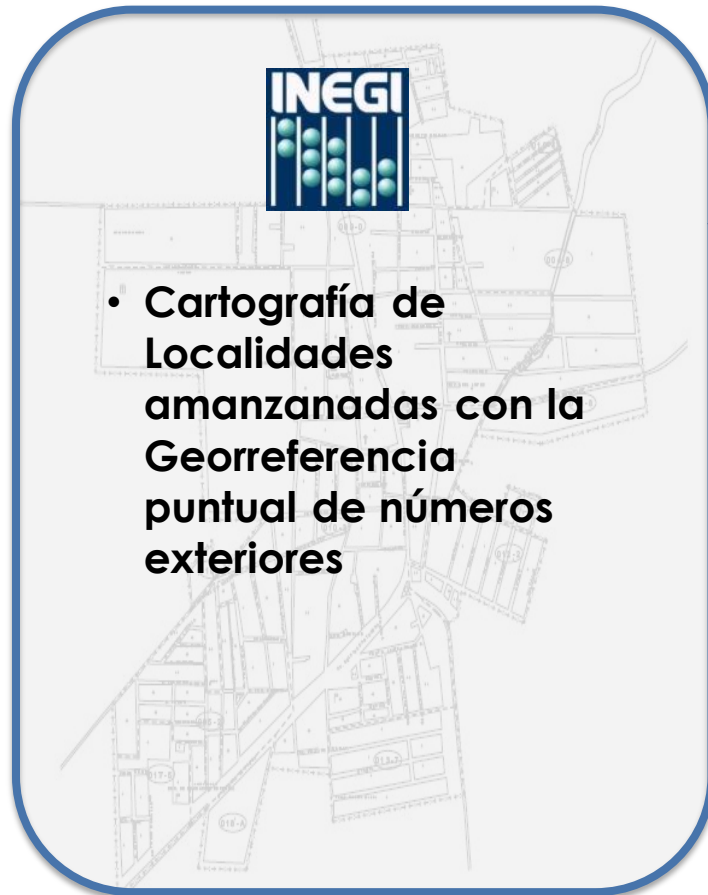 INEGI
• Cartografía de
Localidades
amanzanadas con la
Georreferencia
puntual de números
exteriores